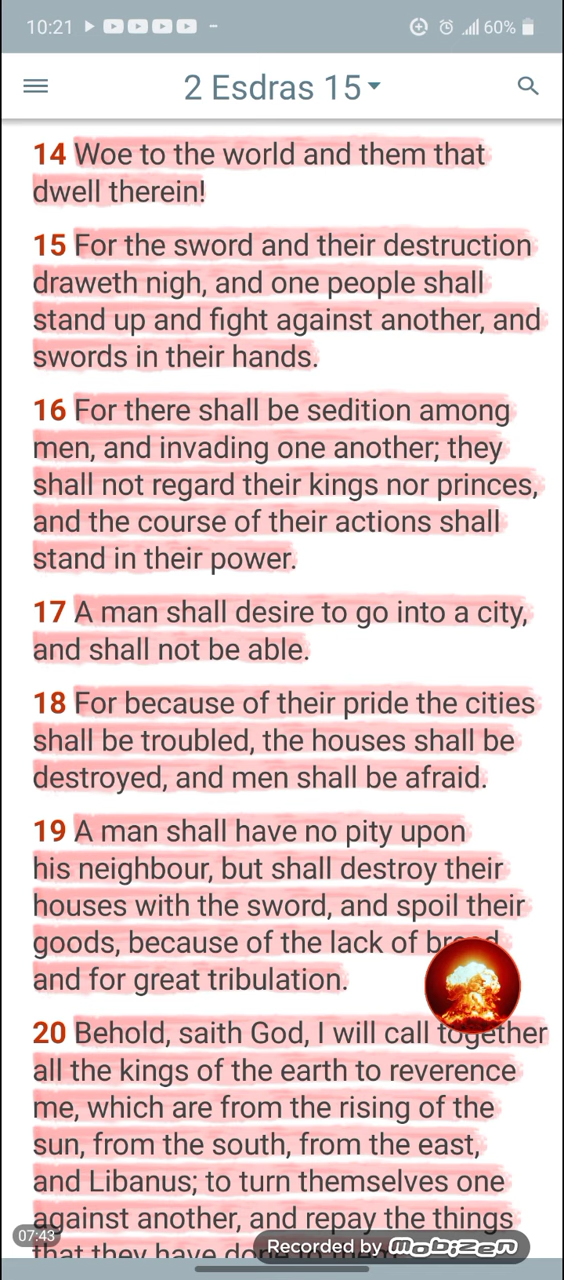 10:21
60%
2 Esdras 15
14 Woe to the world and them that
dwell therein!
15 For the sword and their destruction
draweth nigh, and one people shall
stand up and fight against another, and
swords in their hands.
16 For there shall be sedition among
men, and invading one another; they
shall not regard their kings nor princes,
and the course of their actions shall
stand in their power.
17 A man shall desire to go into a city,
and shall not be able.
18 For because of their pride the cities
shall be troubled, the houses shall be
destroyed, and men shall be afraid.
19 A man shall have no pity upon
his neighbour, but shall destroy their
houses with the sword, and spoil their
goods, because of the lack of bread,
and for great tribulation.
20 Behold, saith God, I will call together
all the kings of the earth to reverence
me, which are from the rising of the
sun, from the south, from the east,
and Libanus; to turn themselves one
against another, and repay the things
that they have done to them.
07:43
Recorded by Mobizen